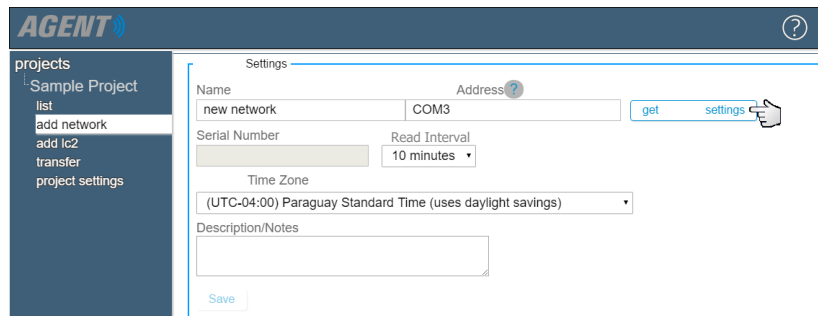 AGENT
?
projects
Sample Project
list
add network
add lc2
transfer
project settings
Settings
Name Address ?
new network COM3 get settings
Serial Number Read Interval
10 minutes
Time Zone
(UTC-04:00) Paraguay Standard Time (uses daylight savings)
Description/Notes
Save